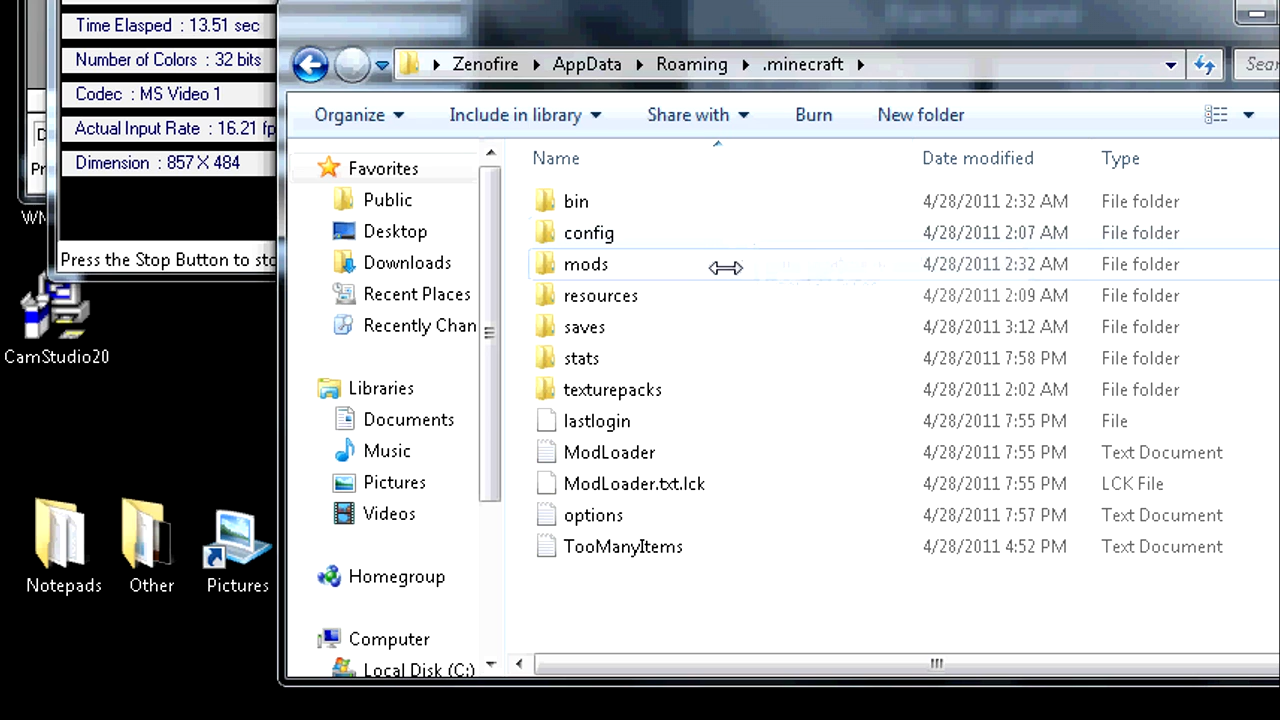 Time Elasped : 13.51 sec
Number of Colors : 32 bits
Codec : MS Video 1
Actual Input Rate : 16.21 fp
Dimension : 857 X 484
Press the Stop Button to sto
D
Pr
WM
CamStudio20
Notepads
Other
Pictures
Zenofire
AppData
Roaming
.minecraft
Sear
Organize
Include in library
Share with
Burn
New folder
Favorites
Public
Desktop
Downloads
Recent Places
Recently Chan
Libraries
Documents
Music
Pictures
Videos
Homegroup
Computer
Local Disk (C:)
Name Date modified Type
bin 4/28/2011 2:32 AM File folder
config 4/28/2011 2:07 AM File folder
mods 4/28/2011 2:32 AM File folder
resources 4/28/2011 2:09 AM File folder
saves 4/28/2011 3:12 AM File folder
stats 4/28/2011 7:58 PM File folder
texturepacks 4/28/2011 2:02 AM File folder
lastlogin 4/28/2011 7:55 PM File
ModLoader 4/28/2011 7:55 PM Text Document
ModLoader.txt.lck 4/28/2011 7:55 PM LCK File
options 4/28/2011 7:57 PM Text Document
TooManyItems 4/28/2011 4:52 PM Text Document